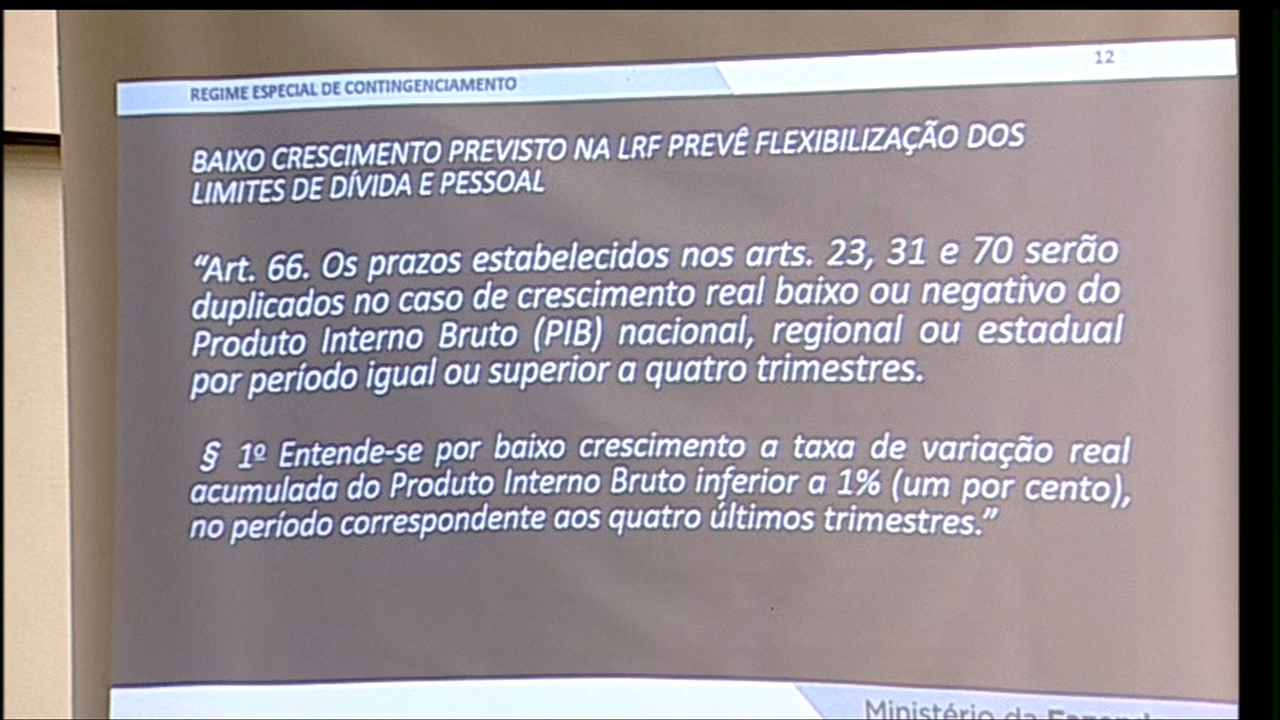 REGIME ESPECIAL DE CONTINGENCIAMENTO
12
BAIXO CRESCIMENTO PREVISTO NA LRF PREVÊ FLEXIBILIZAÇÃO DOS
LIMITES DE DÍVIDA E PESSOAL
“Art. 66. Os prazos estabelecidos nos arts. 23, 31 e 70 serão
duplicados no caso de crescimento real baixo ou negativo do
Produto Interno Bruto (PIB) nacional, regional ou estadual
por período igual ou superior a quatro trimestres.
§ 1º Entende-se por baixo crescimento a taxa de variação real
acumulada do Produto Interno Bruto inferior a 1% (um por cento),
no período correspondente aos quatro últimos trimestres.”
Ministério da